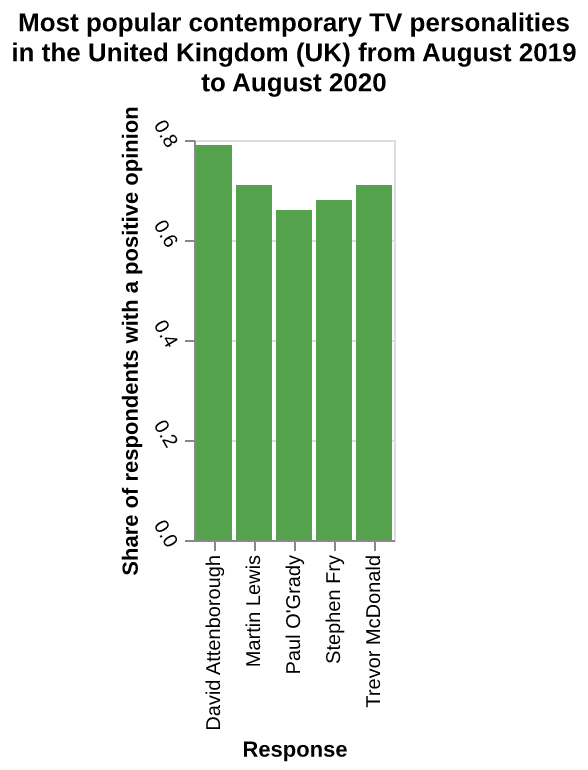 Most popular contemporary TV personalities
in the United Kingdom (UK) from August 2019
to August 2020
Share of respondents with a positive opinion
0.8
0.6
0.4
0.2
0.0
David Attenborough
Martin Lewis
Paul O'Grady
Stephen Fry
Trevor McDonald
Response